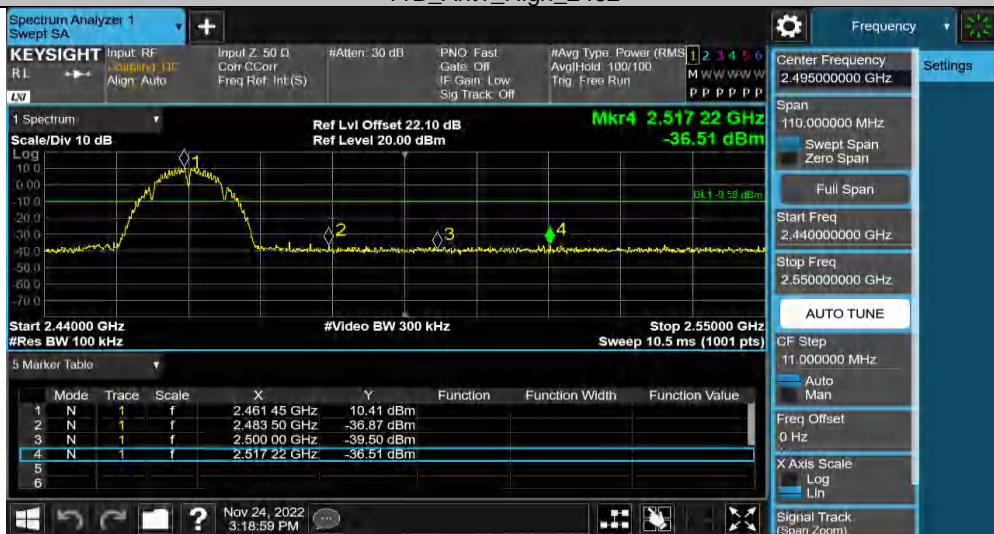 Spectrum Analyzer 1
Swept SA
Frequency
KEYSIGHT
RL
LXI
Input: RF
Coupling: DC
Align: Auto
Input Z: 50 Ω
Corr CCorr
Freq Ref: Int (S)
#Atten: 30 dB
PNO: Fast
Gate: Off
IF Gain: Low
Sig Track: Off
#Avg Type: Power (RMS
Avg|Hold: 100/100
Trig: Free Run
1 2 3 4 5 6
M W W W W W
P P P P P P
Center Frequency
2.495000000 GHz
Settings
1 Spectrum
Scale/Div 10 dB
Ref Lvl Offset 22.10 dB
Ref Level 20.00 dBm
Mkr4 2.517 22 GHz
-36.51 dBm
Span
110.000000 MHz
Swept Span
Zero Span
Full Span
Log
10.0
0.00
-10.0
-20.0
-30.0
-40.0
-50.0
-60.0
-70.0
1
2
3
4
DL1 -9.59 dBm
Start Freq
2.440000000 GHz
Stop Freq
2.550000000 GHz
AUTO TUNE
Start 2.44000 GHz
#Video BW 300 kHz
Stop 2.55000 GHz
#Res BW 100 kHz
Sweep 10.5 ms (1001 pts)
CF Step
11.000000 MHz
Auto
Man
5 Marker Table
Mode Trace Scale X Y Function Function Width Function Value
1 N 1 f 2.461 45 GHz 10.41 dBm
2 N 1 f 2.483 50 GHz -36.87 dBm
3 N 1 f 2.500 00 GHz -39.50 dBm
4 N 1 f 2.517 22 GHz -36.51 dBm
5
6
Freq Offset
0 Hz
X Axis Scale
Log
Lin
Signal Track
(Span Zoom)
Nov 24, 2022
3:18:59 PM